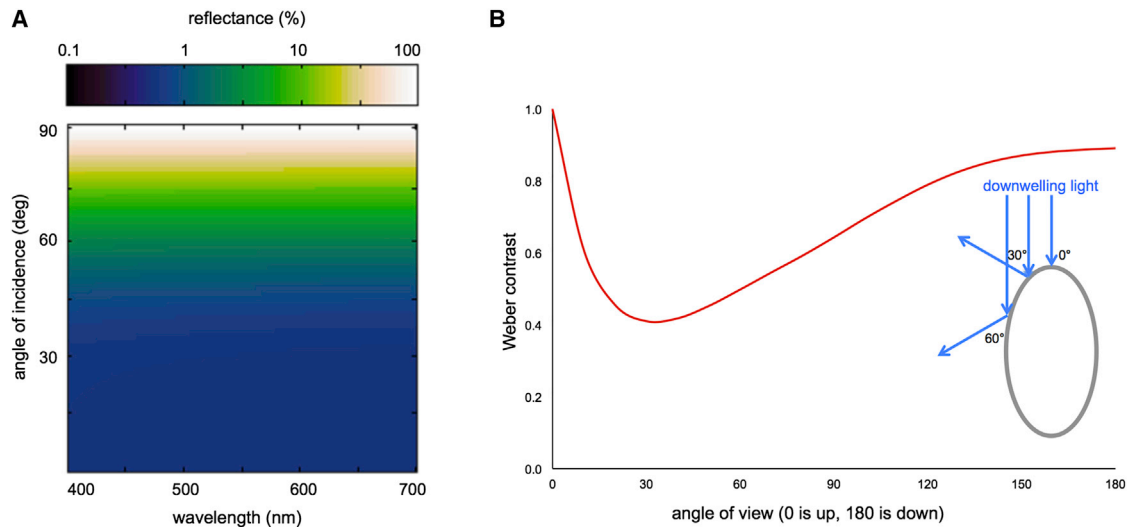 A
reflectance (%)
0.1 1 10 100
90
60
30
angle of incidence (deg)
400 500 600 700
wavelength (nm)
B
1.0
0.8
0.6
0.4
0.2
0.0
Weber contrast
downwelling light
30° 0°
60°
0 30 60 90 120 150 180
angle of view (0 is up, 180 is down)